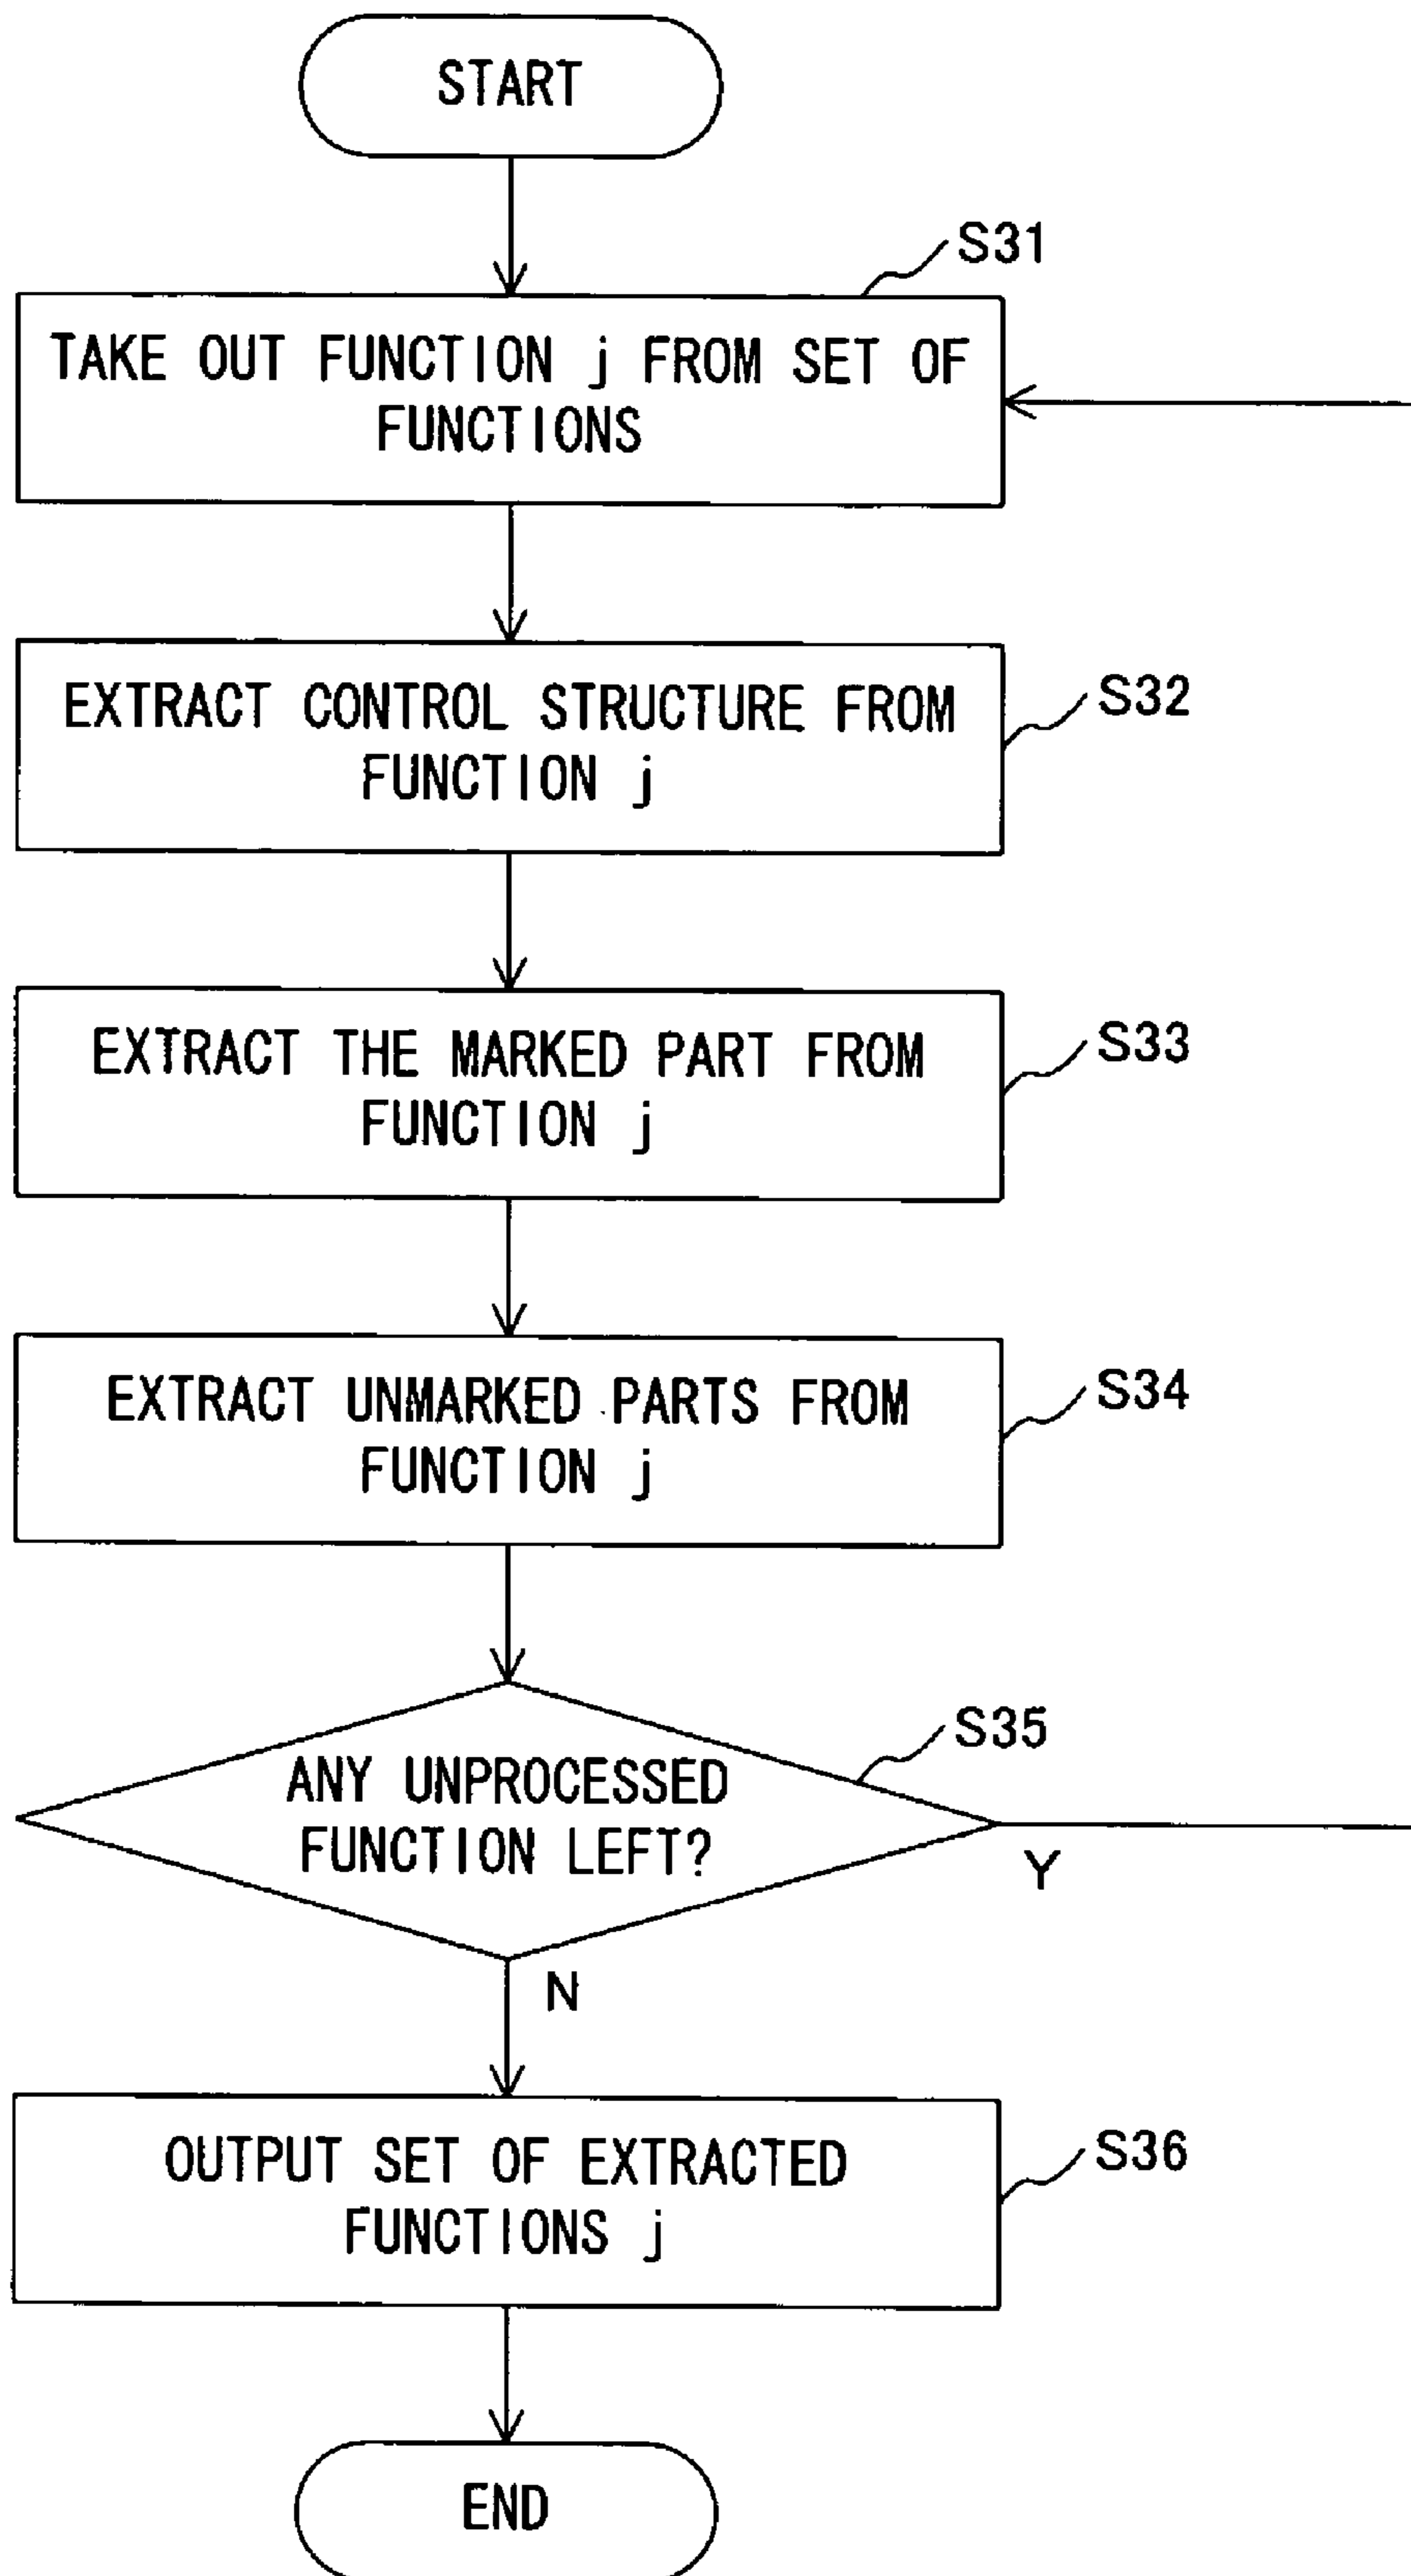 START
S31
TAKE OUT FUNCTION j FROM SET OF
FUNCTIONS
EXTRACT CONTROL STRUCTURE FROM
FUNCTION j
S32
EXTRACT THE MARKED PART FROM
FUNCTION j
S33
EXTRACT UNMARKED PARTS FROM
FUNCTION j
S34
S35
ANY UNPROCESSED
FUNCTION LEFT?
Y
N
OUTPUT SET OF EXTRACTED
FUNCTIONS j
S36
END